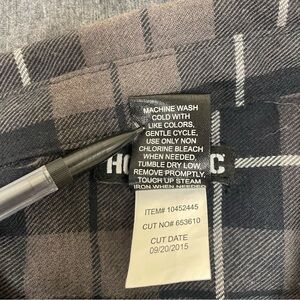 MACHINE WASH
COLD WITH
LIKE COLORS,
GENTLE CYCLE,
USE ONLY NON
CHLORINE BLEACH
WHEN NEEDED,
TUMBLE DRY LOW,
REMOVE PROMPTLY,
TOUCH UP STEAM
IRON WHEN NEEDED
ITEM# 10452445
CUT NO# 653610
CUT DATE
09/20/2015